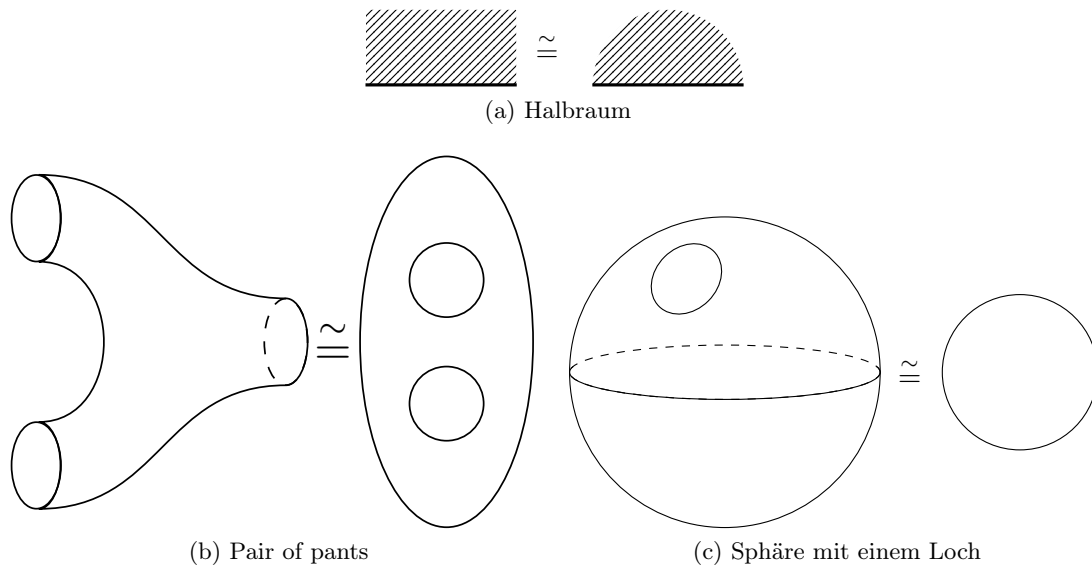 ≅
(a) Halbraum
≅
≅
(b) Pair of pants
(c) Sphäre mit einem Loch